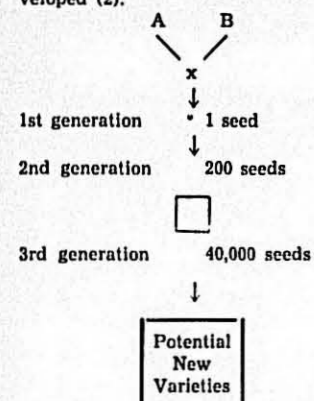 veloped (2).
A B
x
1st generation * 1 seed
2nd generation 200 seeds
3rd generation 40,000 seeds
Potential
New
Varieties